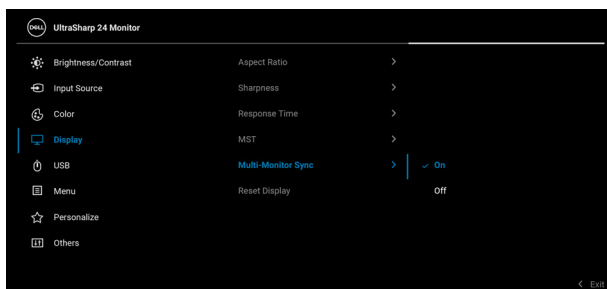 DELL UltraSharp 24 Monitor
Brightness/Contrast
Input Source
Color
Display
USB
Menu
Personalize
Others
Aspect Ratio
Sharpness
Response Time
MST
Multi-Monitor Sync
Reset Display
On
Off
Exit